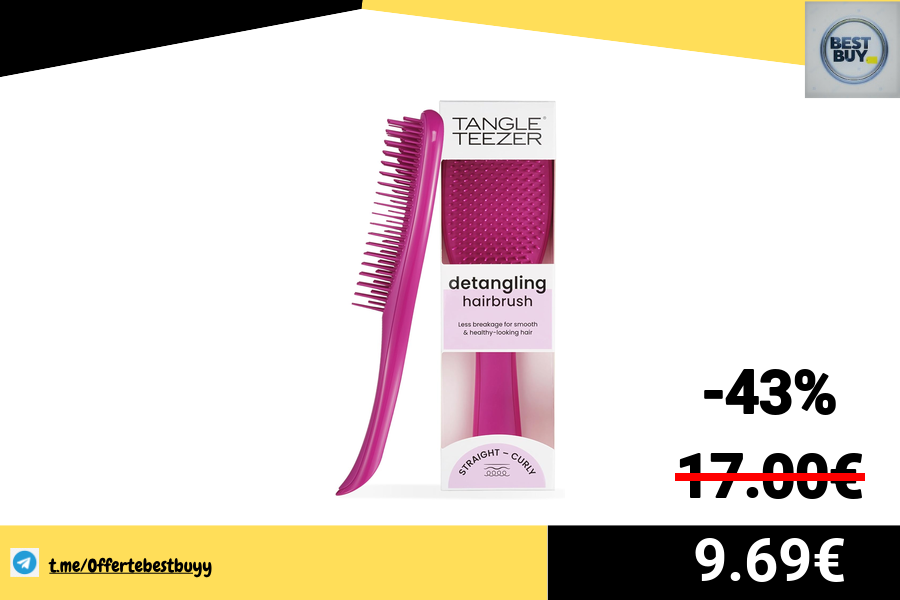 BEST
BUY
TANGLE
TEEZER®
detangling
hairbrush
Less breakage for smooth
& healthy-looking hair
STRAIGHT – CURLY
-43%
17.00€
9.69€
t.me/Offertebestbuyy